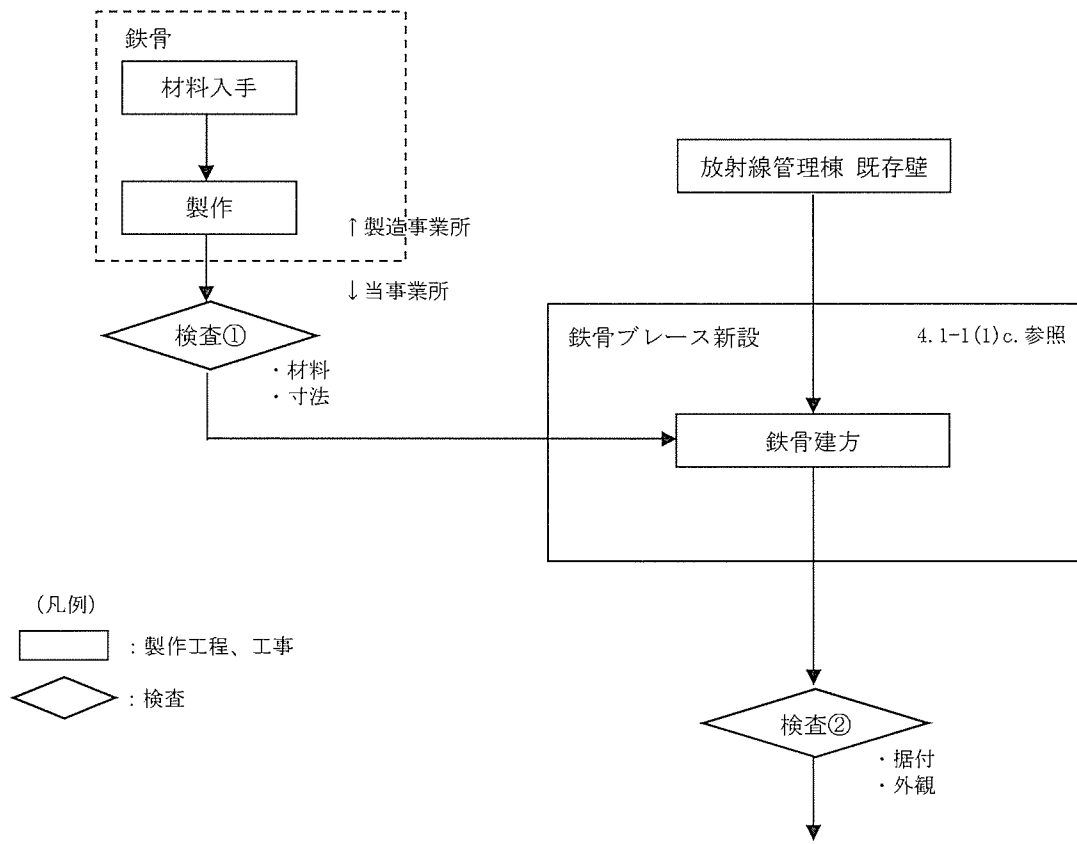 鉄骨
材料入手
製作
↑製造事業所
↓当事業所
検査①
・材料
・寸法
放射線管理棟 既存壁
鉄骨ブレース新設
4.1-1(1)c.参照
鉄骨建方
検査②
・据付
・外観
(凡例)
：製作工程、工事
：検査